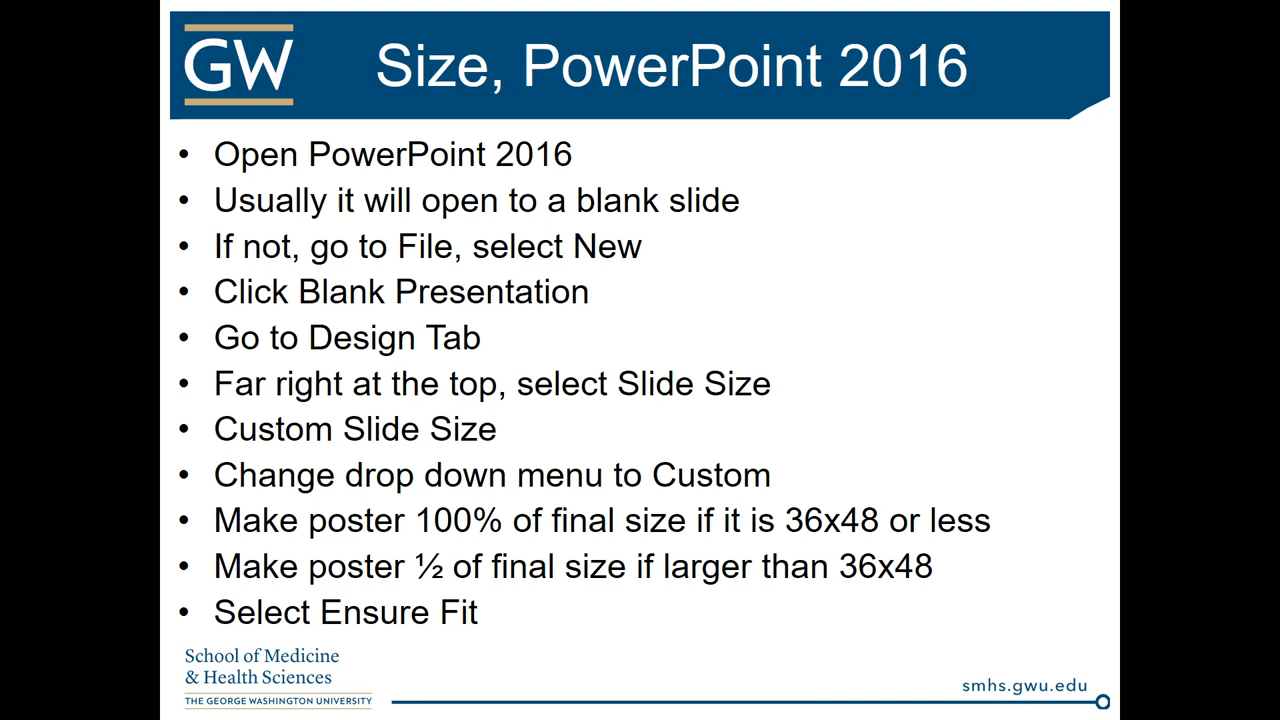 GW
Size, PowerPoint 2016
• Open PowerPoint 2016
• Usually it will open to a blank slide
• If not, go to File, select New
• Click Blank Presentation
• Go to Design Tab
• Far right at the top, select Slide Size
• Custom Slide Size
• Change drop down menu to Custom
• Make poster 100% of final size if it is 36x48 or less
• Make poster ½ of final size if larger than 36x48
• Select Ensure Fit
School of Medicine
& Health Sciences
THE GEORGE WASHINGTON UNIVERSITY
smhs.gwu.edu